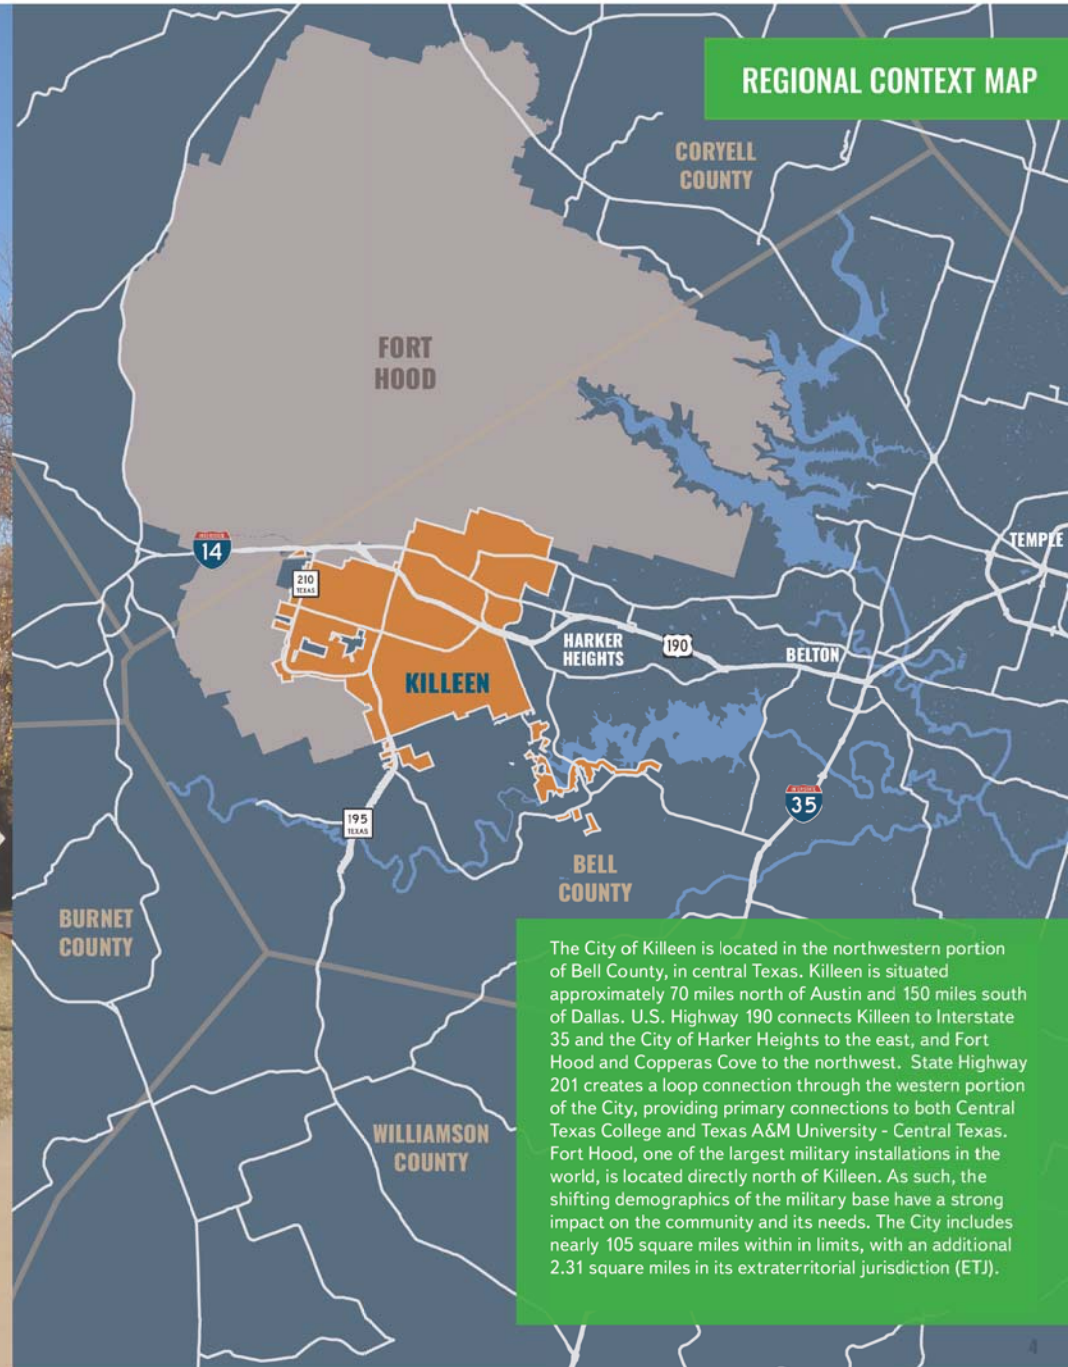 REGIONAL CONTEXT MAP
CORYELL
COUNTY
FORT
HOOD
INTERSTATE
14
TEMPLE
210
TEXAS
HARKER
HEIGHTS
190
BELTON
KILLEEN
INTERSTATE
35
195
TEXAS
BELL
COUNTY
BURNET
COUNTY
The City of Killeen is located in the northwestern portion
of Bell County, in central Texas. Killeen is situated
approximately 70 miles north of Austin and 150 miles south
of Dallas. U.S. Highway 190 connects Killeen to Interstate
35 and the City of Harker Heights to the east, and Fort
Hood and Copperas Cove to the northwest. State Highway
201 creates a loop connection through the western portion
of the City, providing primary connections to both Central
Texas College and Texas A&M University - Central Texas.
Fort Hood, one of the largest military installations in the
world, is located directly north of Killeen. As such, the
shifting demographics of the military base have a strong
impact on the community and its needs. The City includes
nearly 105 square miles within in limits, with an additional
2.31 square miles in its extraterritorial jurisdiction (ETJ).
WILLIAMSON
COUNTY
4